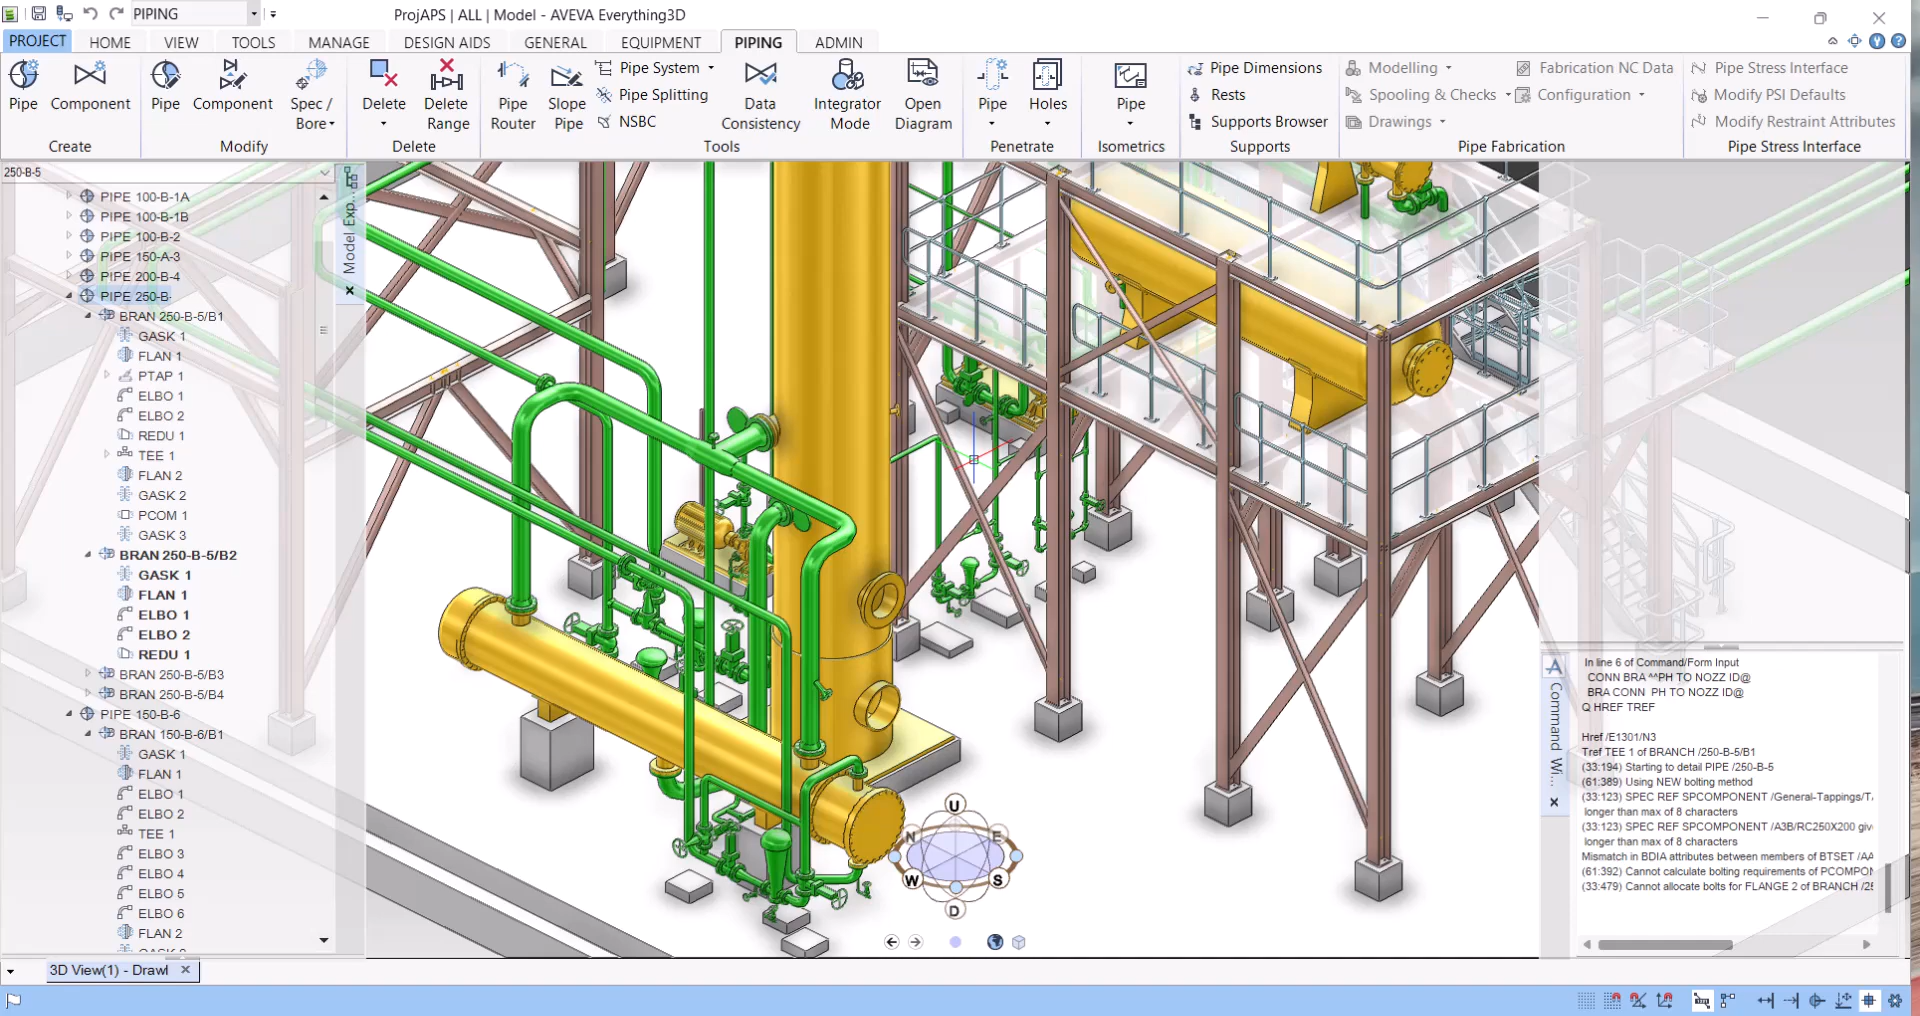 PIPING
ProjAPS | ALL | Model - AVEVA Everything3D
PROJECT HOME VIEW TOOLS MANAGE DESIGN AIDS GENERAL EQUIPMENT PIPING ADMIN
Pipe
Component
Create
Pipe
Component
Spec /
Bore
Modify
Delete
Delete
Range
Delete
Pipe
Router
Slope
Pipe
Pipe System
Pipe Splitting
NSBC
Data
Consistency
Integrator
Mode
Open
Diagram
Tools
Pipe
Holes
Penetrate
Pipe
Isometrics
Pipe Dimensions
Rests
Supports Browser
Supports
Modelling
Spooling & Checks
Drawings
Fabrication NC Data
Configuration
Pipe Fabrication
Pipe Stress Interface
Modify PSI Defaults
Modify Restraint Attributes
Pipe Stress Interface
250-B-5
Model Exp...
PIPE 100-B-1A
PIPE 100-B-1B
PIPE 100-B-2
PIPE 150-A-3
PIPE 200-B-4
PIPE 250-B-
BRAN 250-B-5/B1
GASK 1
FLAN 1
PTAP 1
ELBO 1
ELBO 2
REDU 1
TEE 1
FLAN 2
GASK 2
PCOM 1
GASK 3
BRAN 250-B-5/B2
GASK 1
FLAN 1
ELBO 1
ELBO 2
REDU 1
BRAN 250-B-5/B3
BRAN 250-B-5/B4
PIPE 150-B-6
BRAN 150-B-6/B1
GASK 1
FLAN 1
ELBO 1
ELBO 2
TEE 1
ELBO 3
ELBO 4
ELBO 5
ELBO 6
FLAN 2
U
N E
W S
D
Command Wi...
In line 6 of Command/Form Input
CONN BRA ^^PH TO NOZZ ID@
BRA CONN PH TO NOZZ ID@
Q HREF TREF
Href /E1301/N3
Tref TEE 1 of BRANCH /250-B-5/B1
(33:194) Starting to detail PIPE /250-B-5
(61:389) Using NEW bolting method
(33:123) SPEC REF SPCOMPONENT /General-Tappings/T
longer than max of 8 characters
(33:123) SPEC REF SPCOMPONENT /A3B/RC250X200 giv
longer than max of 8 characters
Mismatch in BDIA attributes between members of BTSET /AA
(61:392) Cannot calculate bolting requirements of PCOMPON
(33:479) Cannot allocate bolts for FLANGE 2 of BRANCH /25
3D View(1) - Drawl